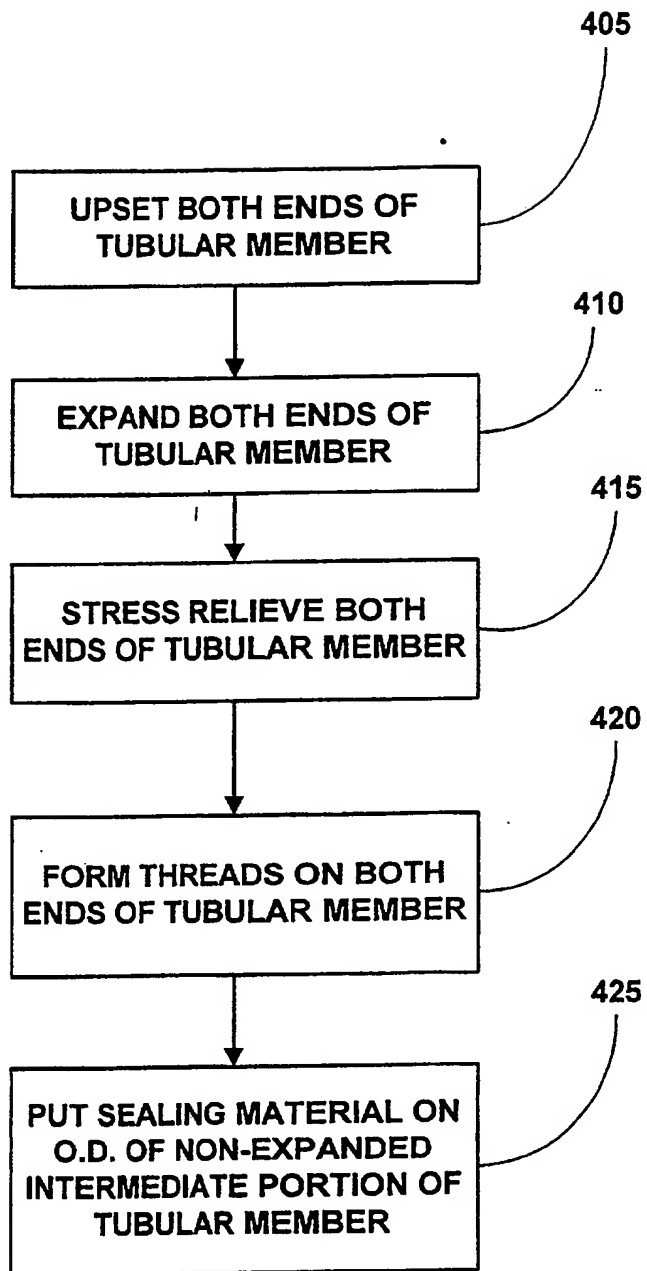 405
UPSET BOTH ENDS OF
TUBULAR MEMBER
410
EXPAND BOTH ENDS OF
TUBULAR MEMBER
415
STRESS RELIEVE BOTH
ENDS OF TUBULAR MEMBER
420
FORM THREADS ON BOTH
ENDS OF TUBULAR MEMBER
425
PUT SEALING MATERIAL ON
O.D. OF NON-EXPANDED
INTERMEDIATE PORTION OF
TUBULAR MEMBER